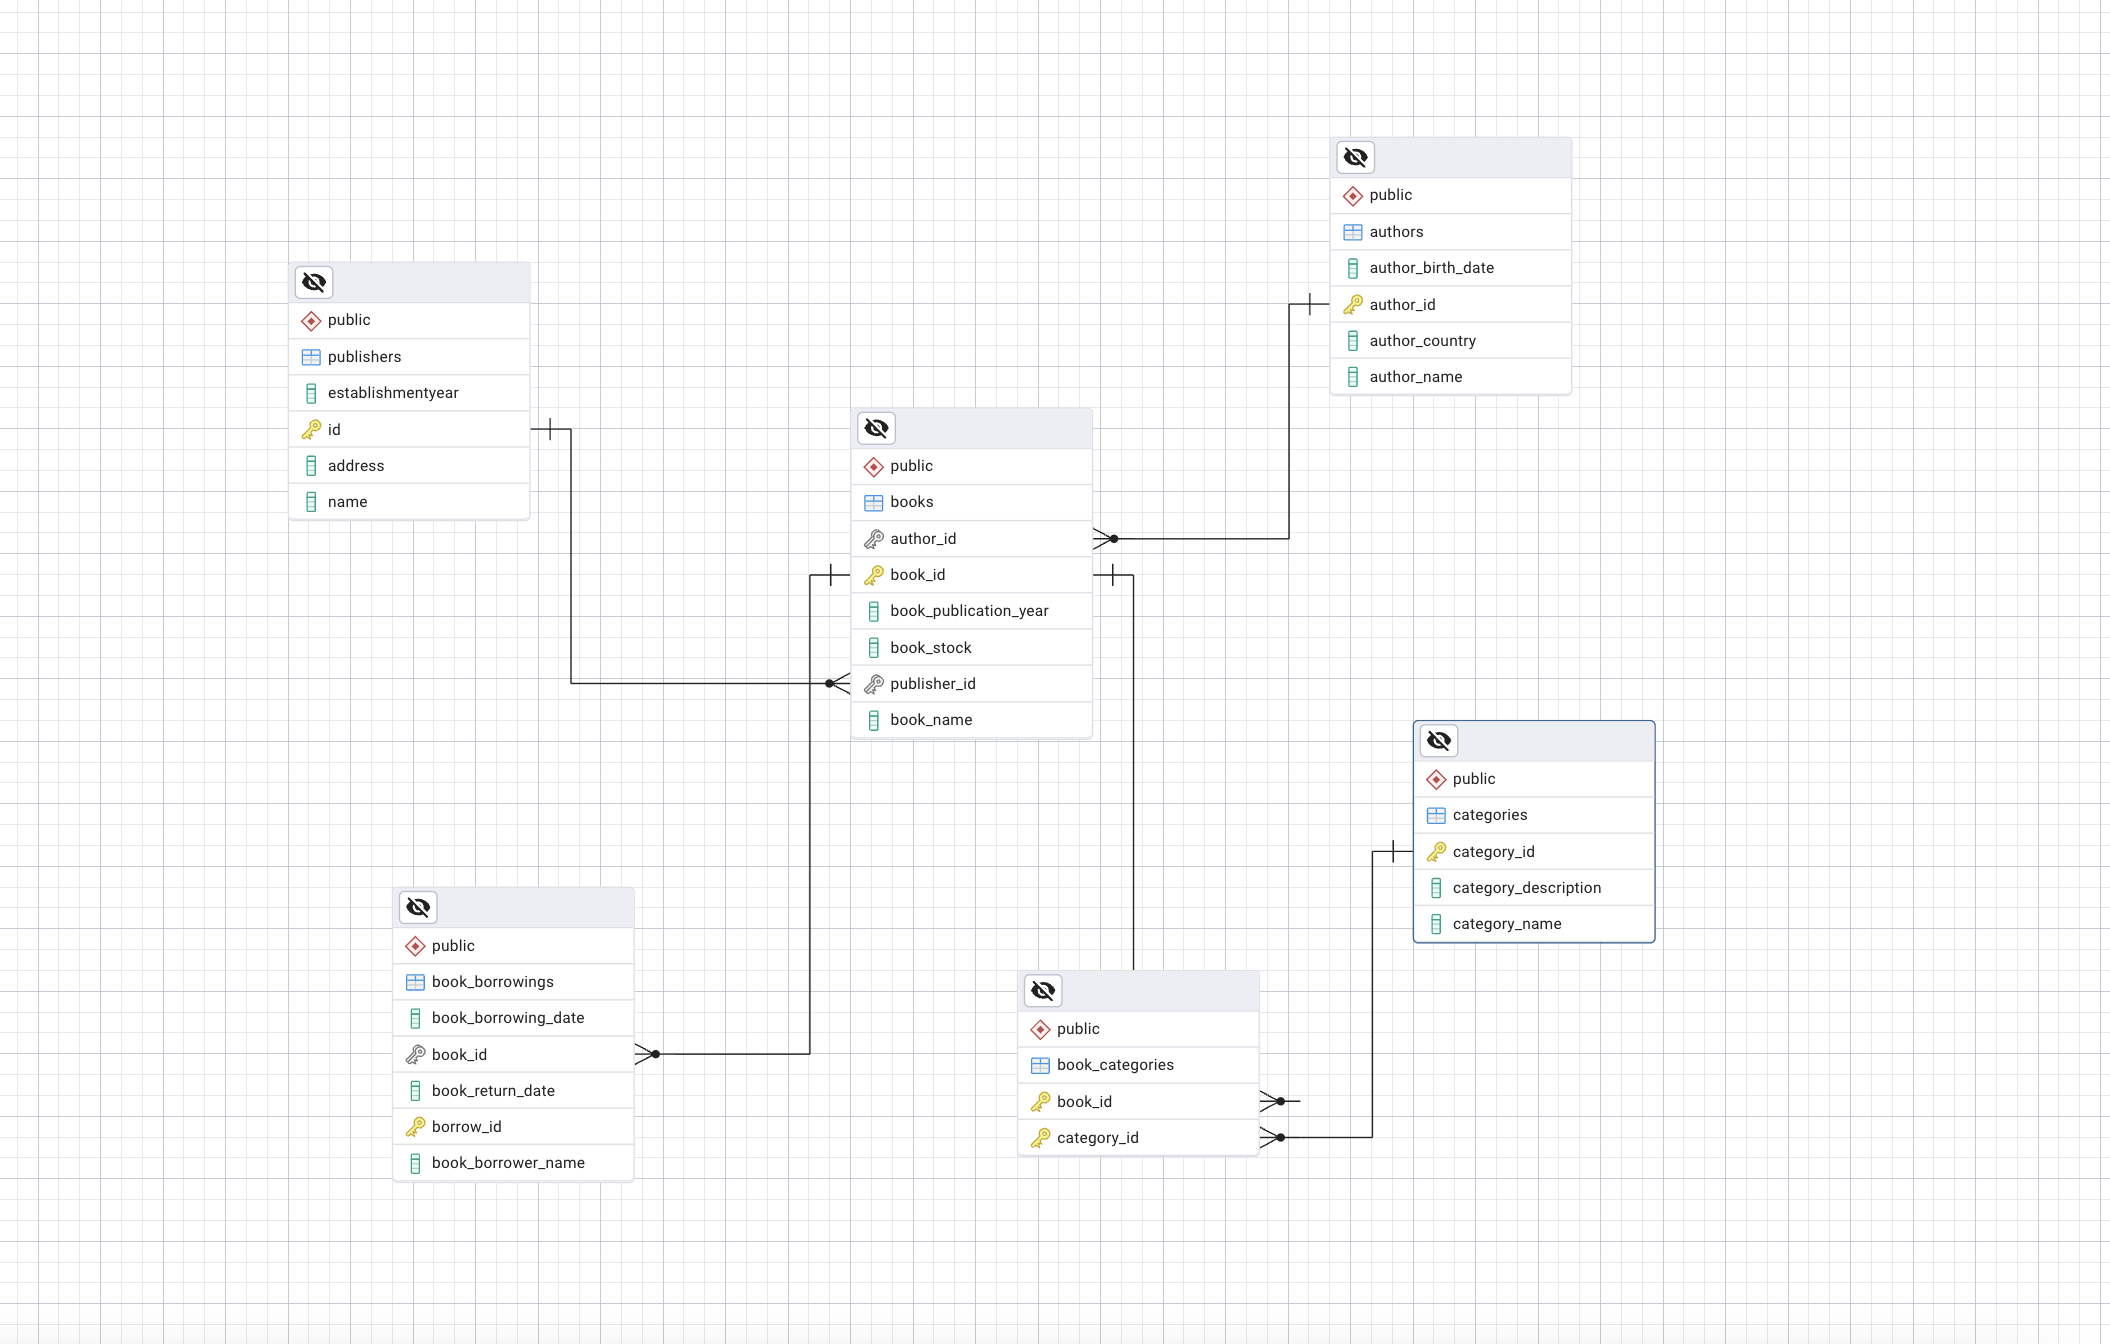 public
authors
author_birth_date
author_id
author_country
author_name
public
publishers
establishmentyear
id
address
name
public
books
author_id
book_id
book_publication_year
book_stock
publisher_id
book_name
public
categories
category_id
category_description
category_name
public
book_borrowings
book_borrowing_date
book_id
book_return_date
borrow_id
book_borrower_name
public
book_categories
book_id
category_id